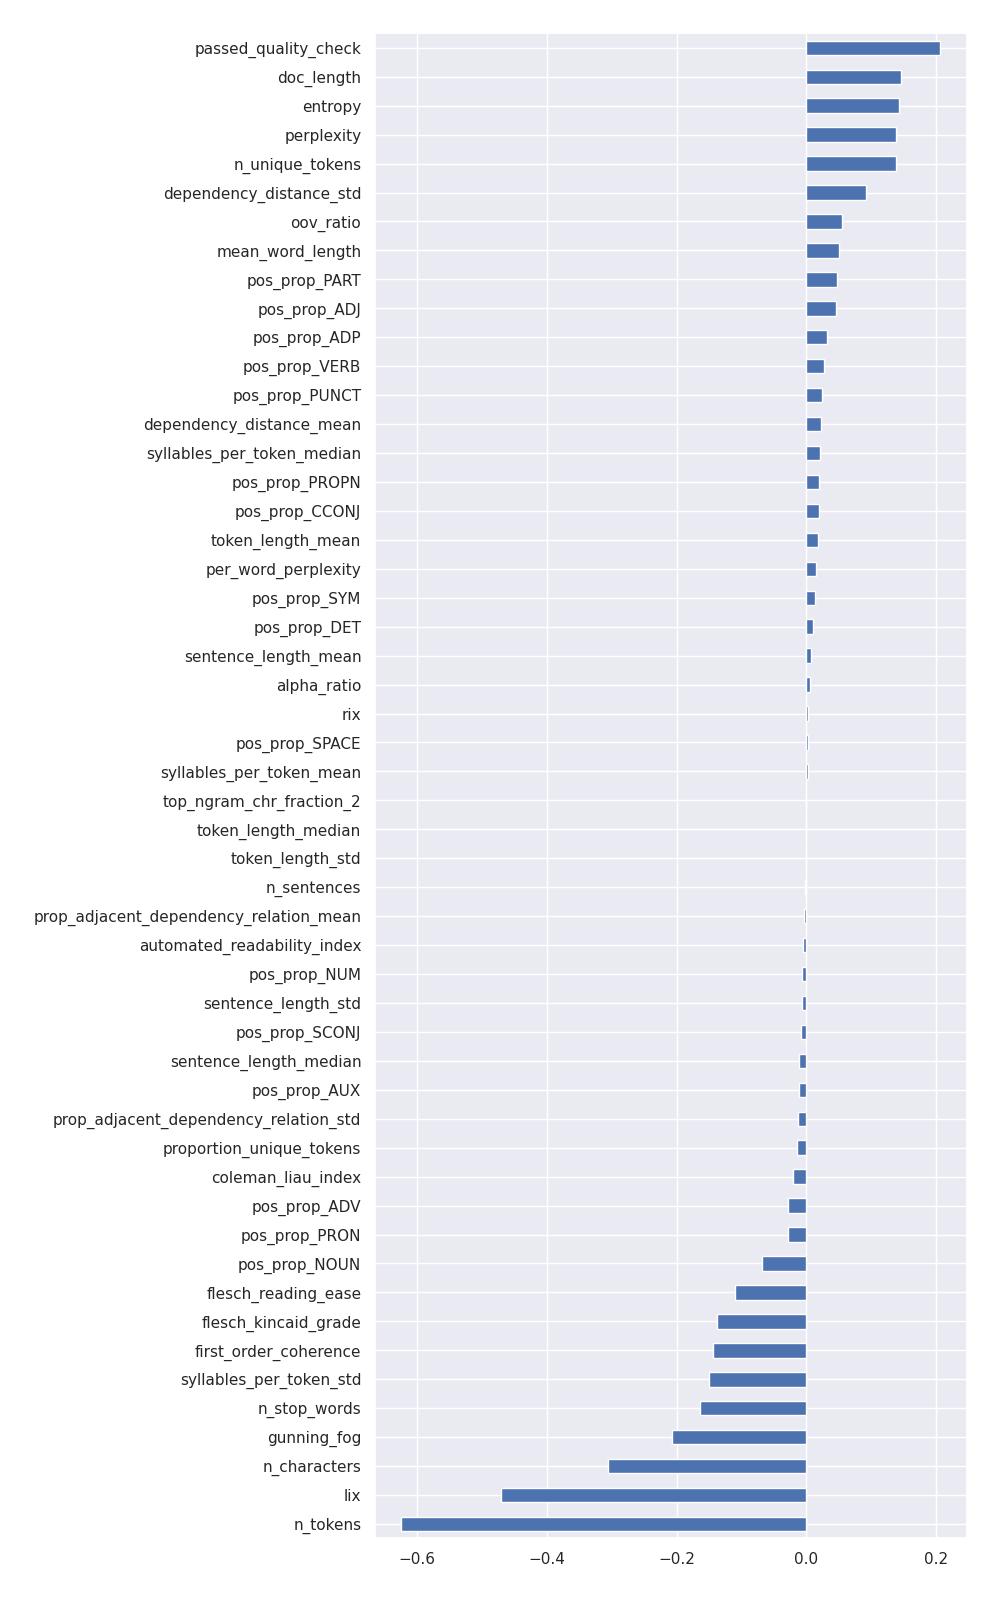 passed_quality_check
doc_length
entropy
perplexity
n_unique_tokens
dependency_distance_std
oov_ratio
mean_word_length
pos_prop_PART
pos_prop_ADJ
pos_prop_ADP
pos_prop_VERB
pos_prop_PUNCT
dependency_distance_mean
syllables_per_token_median
pos_prop_PROPN
pos_prop_CCONJ
token_length_mean
per_word_perplexity
pos_prop_SYM
pos_prop_DET
sentence_length_mean
alpha_ratio
rix
pos_prop_SPACE
syllables_per_token_mean
top_ngram_chr_fraction_2
token_length_median
token_length_std
n_sentences
prop_adjacent_dependency_relation_mean
automated_readability_index
pos_prop_NUM
sentence_length_std
pos_prop_SCONJ
sentence_length_median
pos_prop_AUX
prop_adjacent_dependency_relation_std
proportion_unique_tokens
coleman_liau_index
pos_prop_ADV
pos_prop_PRON
pos_prop_NOUN
flesch_reading_ease
flesch_kincaid_grade
first_order_coherence
syllables_per_token_std
n_stop_words
gunning_fog
n_characters
lix
n_tokens
−0.6 −0.4 −0.2 0.0 0.2